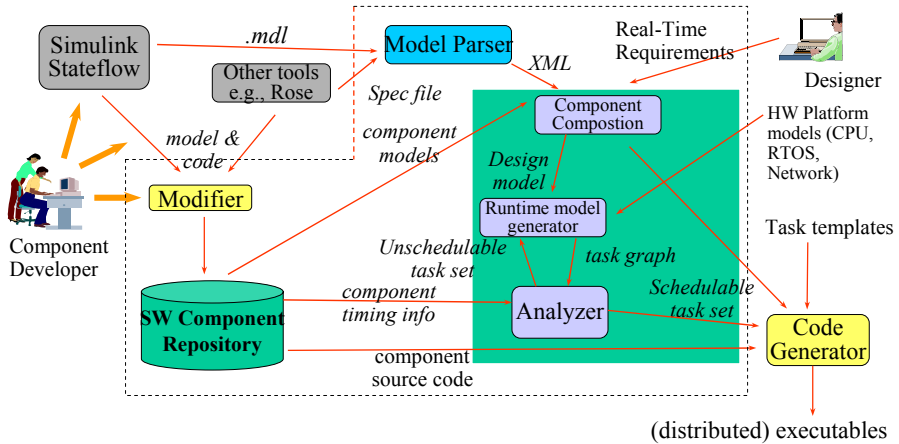 Simulink
Stateflow
.mdl
Model Parser
Real-Time
Requirements
Designer
Other tools
e.g., Rose
XML
Spec file
Component
Compostion
HW Platform
models (CPU,
RTOS,
Network)
model &
code
component
models
Design
model
Modifier
Runtime model
generator
Component
Developer
Unschedulable
task set
task graph
Task templates
SW Component
Repository
component
timing info
Analyzer
Schedulable
task set
Code
Generator
component
source code
(distributed) executables